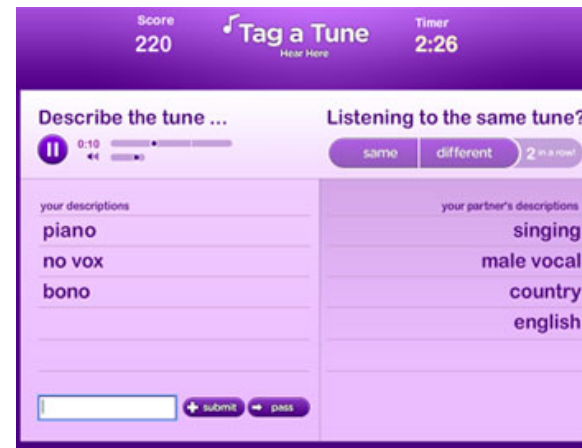 Score
220
Tag a Tune
Hear Here
Timer
2:26
Describe the tune ...
0:10
Listening to the same tune?
same
different
2 in a row!
your descriptions
piano
no vox
bono
your partner's descriptions
singing
male vocal
country
english
submit
pass